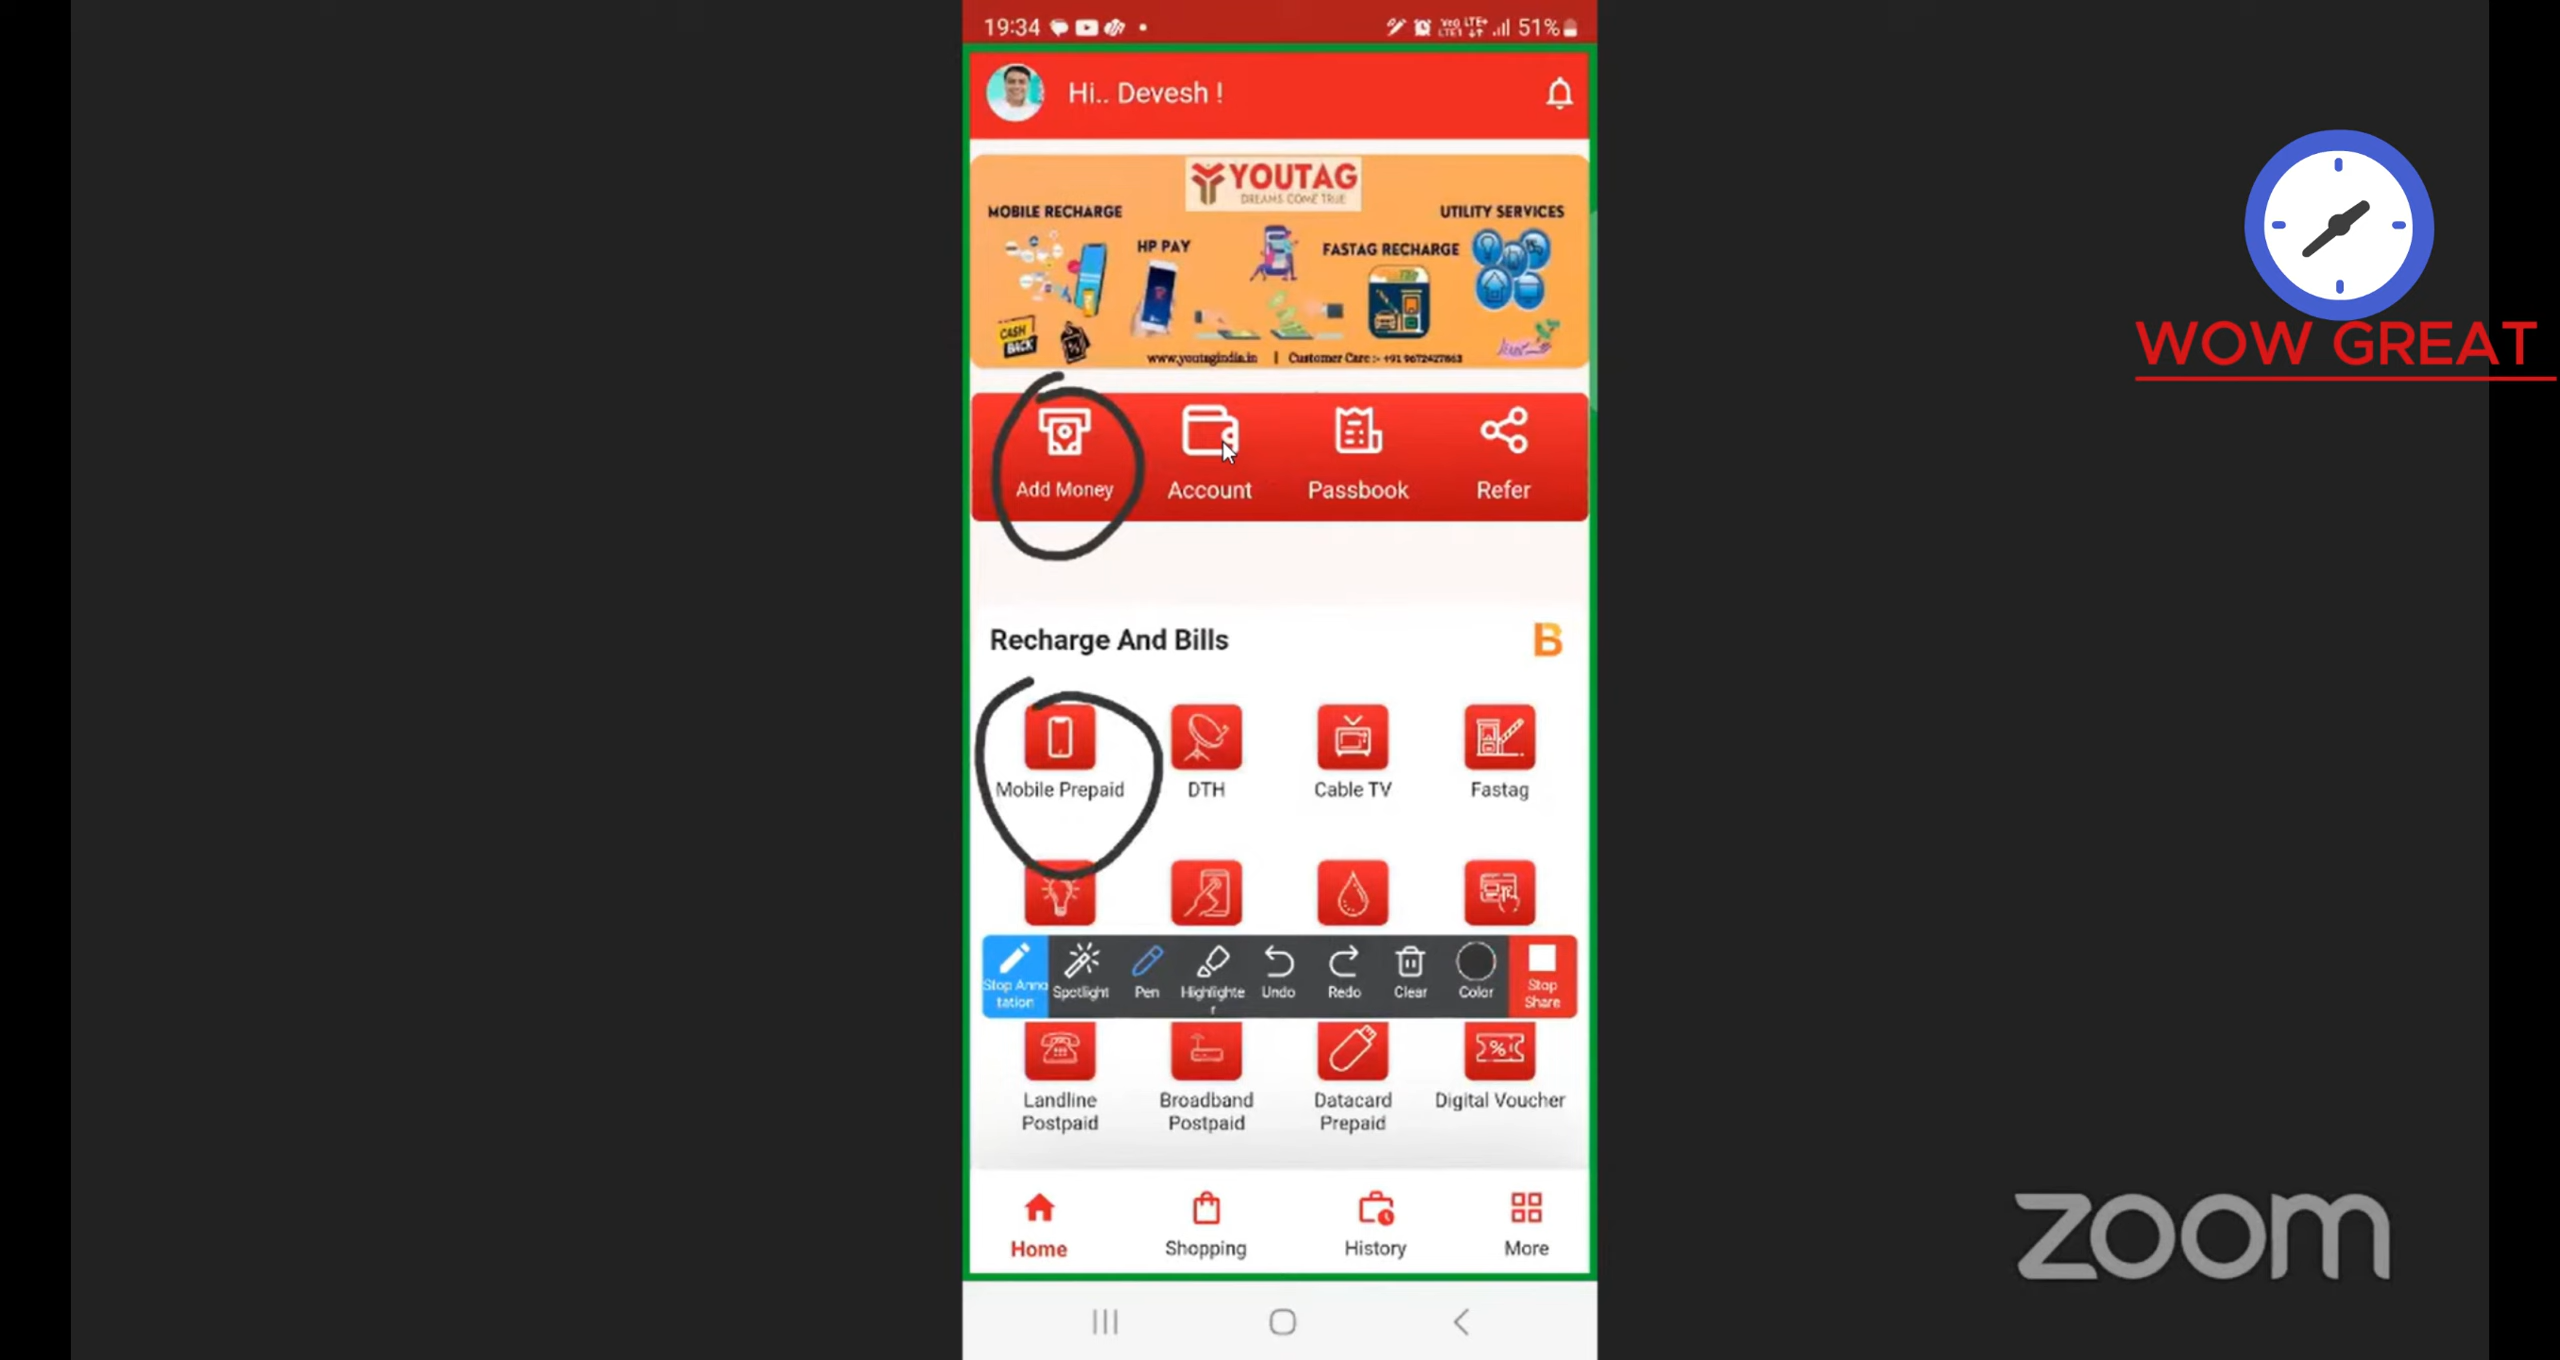 19:34
51%
Hi.. Devesh !
YOUTAG
DREAMS COME TRUE
MOBILE RECHARGE
UTILITY SERVICES
HP PAY
FASTAG RECHARGE
CASH
BACK
www.youtagindia.in | Customer Care :- +91 9672427863
WOW GREAT
Add Money
Account
Passbook
Refer
Recharge And Bills
B
Mobile Prepaid
DTH
Cable TV
Fastag
Stop Anno
tation
Spotlight
Pen
Highlighte
r
Undo
Redo
Clear
Color
Stop
Share
Landline
Postpaid
Broadband
Postpaid
Datacard
Prepaid
Digital Voucher
Home
Shopping
History
More
zoom